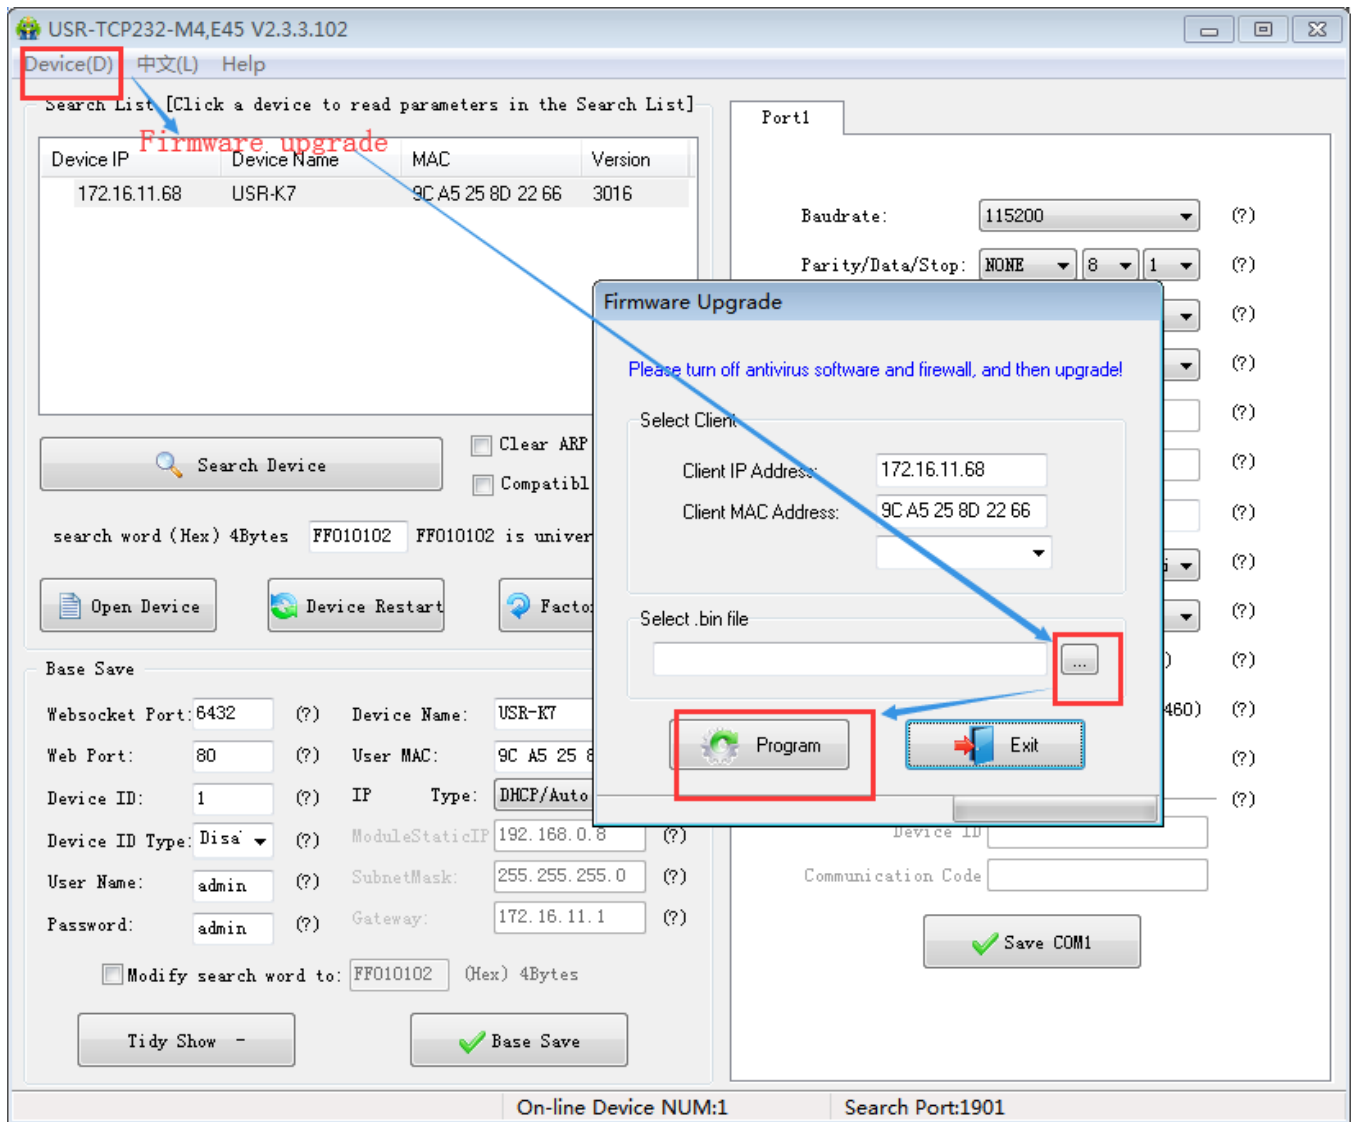 USR-TCP232-M4,E45 V2.3.3.102
Device(D) 中文(L) Help
Search List [Click a device to read parameters in the Search List]
Firmware upgrade
Device IP Device Name MAC Version
172.16.11.68 USR-K7 9C A5 25 8D 22 66 3016
Search Device
Clear ARP
Compatibl
search word (Hex) 4Bytes FF010102 FF010102 is univer
Open Device Device Restart Facto
Base Save
Websocket Port: 6432 (?) Device Name: USR-K7
Web Port: 80 (?) User MAC: 9C A5 25 8
Device ID: 1 (?) IP Type: DHCP/Auto
Device ID Type: Disa (?) ModuleStaticIP 192.168.0.8 (?)
User Name: admin (?) SubnetMask: 255.255.255.0 (?)
Password: admin (?) Gateway: 172.16.11.1 (?)
Modify search word to: FF010102 (Hex) 4Bytes
Tidy Show - Base Save
Port1
Baudrate: 115200 (?)
Parity/Data/Stop: NONE 8 1 (?)
(?)
(?)
(?)
(?)
(?)
(?)
(?)
) (?)
460) (?)
(?)
(?)
Device ID
Communication Code
Save COM1
Firmware Upgrade
Please turn off antivirus software and firewall, and then upgrade!
Select Client
Client IP Address: 172.16.11.68
Client MAC Address: 9C A5 25 8D 22 66
Select .bin file
...
Program Exit
On-line Device NUM:1 Search Port:1901